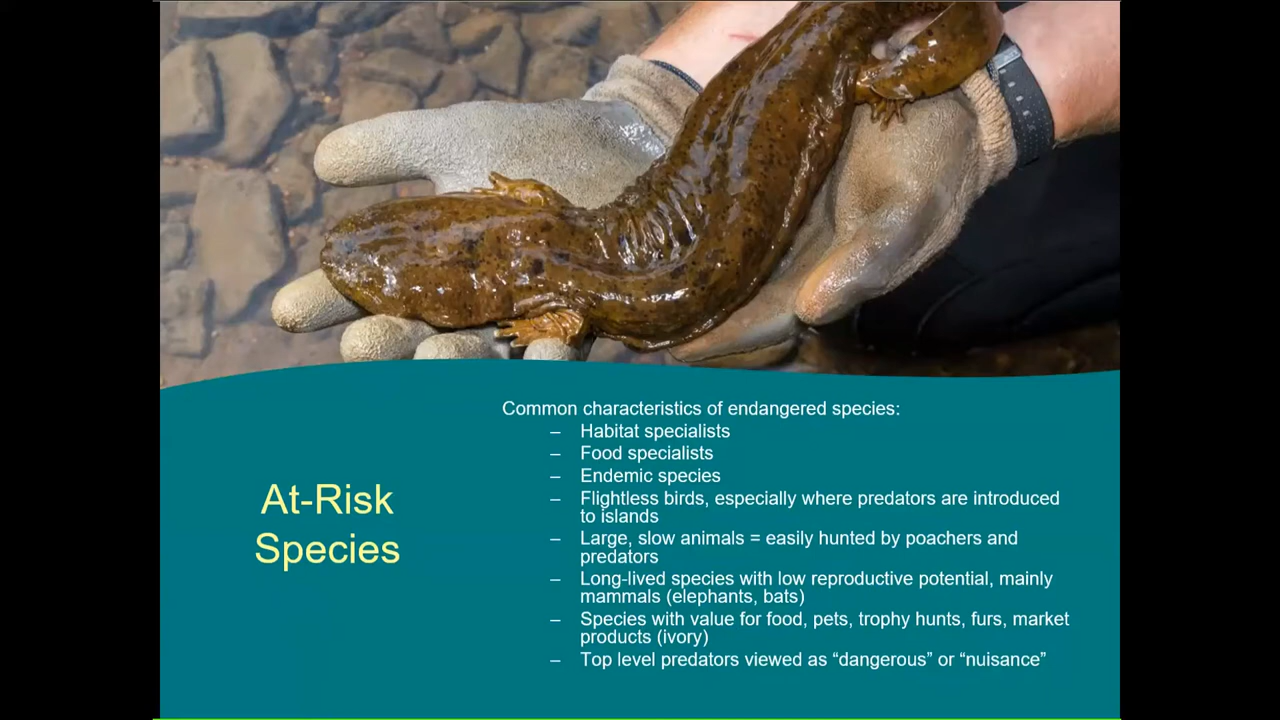 At-Risk
Species
Common characteristics of endangered species:
– Habitat specialists
– Food specialists
– Endemic species
– Flightless birds, especially where predators are introduced
to islands
– Large, slow animals = easily hunted by poachers and
predators
– Long-lived species with low reproductive potential, mainly
mammals (elephants, bats)
– Species with value for food, pets, trophy hunts, furs, market
products (ivory)
– Top level predators viewed as “dangerous” or “nuisance”